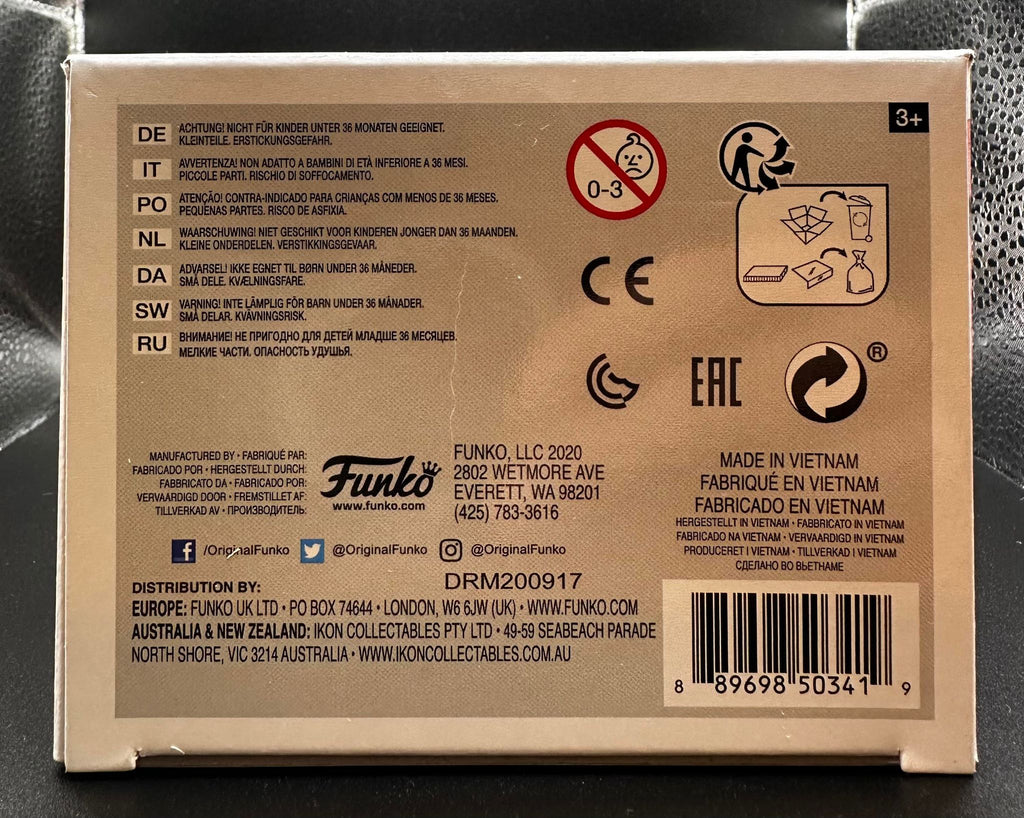 3+
DE ACHTUNG! NICHT FÜR KINDER UNTER 36 MONATEN GEEIGNET.
KLEINTEILE. ERSTICKUNGSGEFAHR.
IT AVVERTENZA! NON ADATTO A BAMBINI DI ETÀ INFERIORE A 36 MESI.
PICCOLE PARTI. RISCHIO DI SOFFOCAMENTO.
PO ATENÇÃO! CONTRA-INDICADO PARA CRIANÇAS COM MENOS DE 36 MESES.
PEQUENAS PARTES. RISCO DE ASFIXIA.
NL WAARSCHUWING! NIET GESCHIKT VOOR KINDEREN JONGER DAN 36 MAANDEN.
KLEINE ONDERDELEN. VERSTIKKINGSGEVAAR.
DA ADVARSEL! IKKE EGNET TIL BØRN UNDER 36 MÅNEDER.
SMÅ DELE. KVÆLNINGSFARE.
SW VARNING! INTE LÄMPLIG FÖR BARN UNDER 36 MÅNADER.
SMÅ DELAR. KVÄVNINGSRISK.
RU ВНИМАНИЕ! НЕ ПРИГОДНО ДЛЯ ДЕТЕЙ МЛАДШЕ 36 МЕСЯЦЕВ.
МЕЛКИЕ ЧАСТИ. ОПАСНОСТЬ УДУШЬЯ.
0-3
CE
EAC
®
MANUFACTURED BY • FABRIQUÉ PAR:
FABRICADO POR • HERGESTELLT DURCH:
FABBRICATO DA • FABRICADO POR:
VERVAARDIGD DOOR • FREMSTILLET AF:
TILLVERKAD AV • ПРОИЗВОДИТЕЛЬ:
Funko
www.funko.com
FUNKO, LLC 2020
2802 WETMORE AVE
EVERETT, WA 98201
(425) 783-3616
MADE IN VIETNAM
FABRIQUÉ EN VIETNAM
FABRICADO EN VIETNAM
HERGESTELLT IN VIETNAM • FABBRICATO IN VIETNAM
FABRICADO NA VIETNAM • VERVAARDIGD IN VIETNAM
PRODUCERET I VIETNAM • TILLVERKAD I VIETNAM
СДЕЛАНО ВО ВЬЕТНАМЕ
f /OriginalFunko @OriginalFunko @OriginalFunko
DRM200917
DISTRIBUTION BY:
EUROPE: FUNKO UK LTD • PO BOX 74644 • LONDON, W6 6JW (UK) • WWW.FUNKO.COM
AUSTRALIA & NEW ZEALAND: IKON COLLECTABLES PTY LTD • 49-59 SEABEACH PARADE
NORTH SHORE, VIC 3214 AUSTRALIA • WWW.IKONCOLLECTABLES.COM.AU
8 89698 50341 9